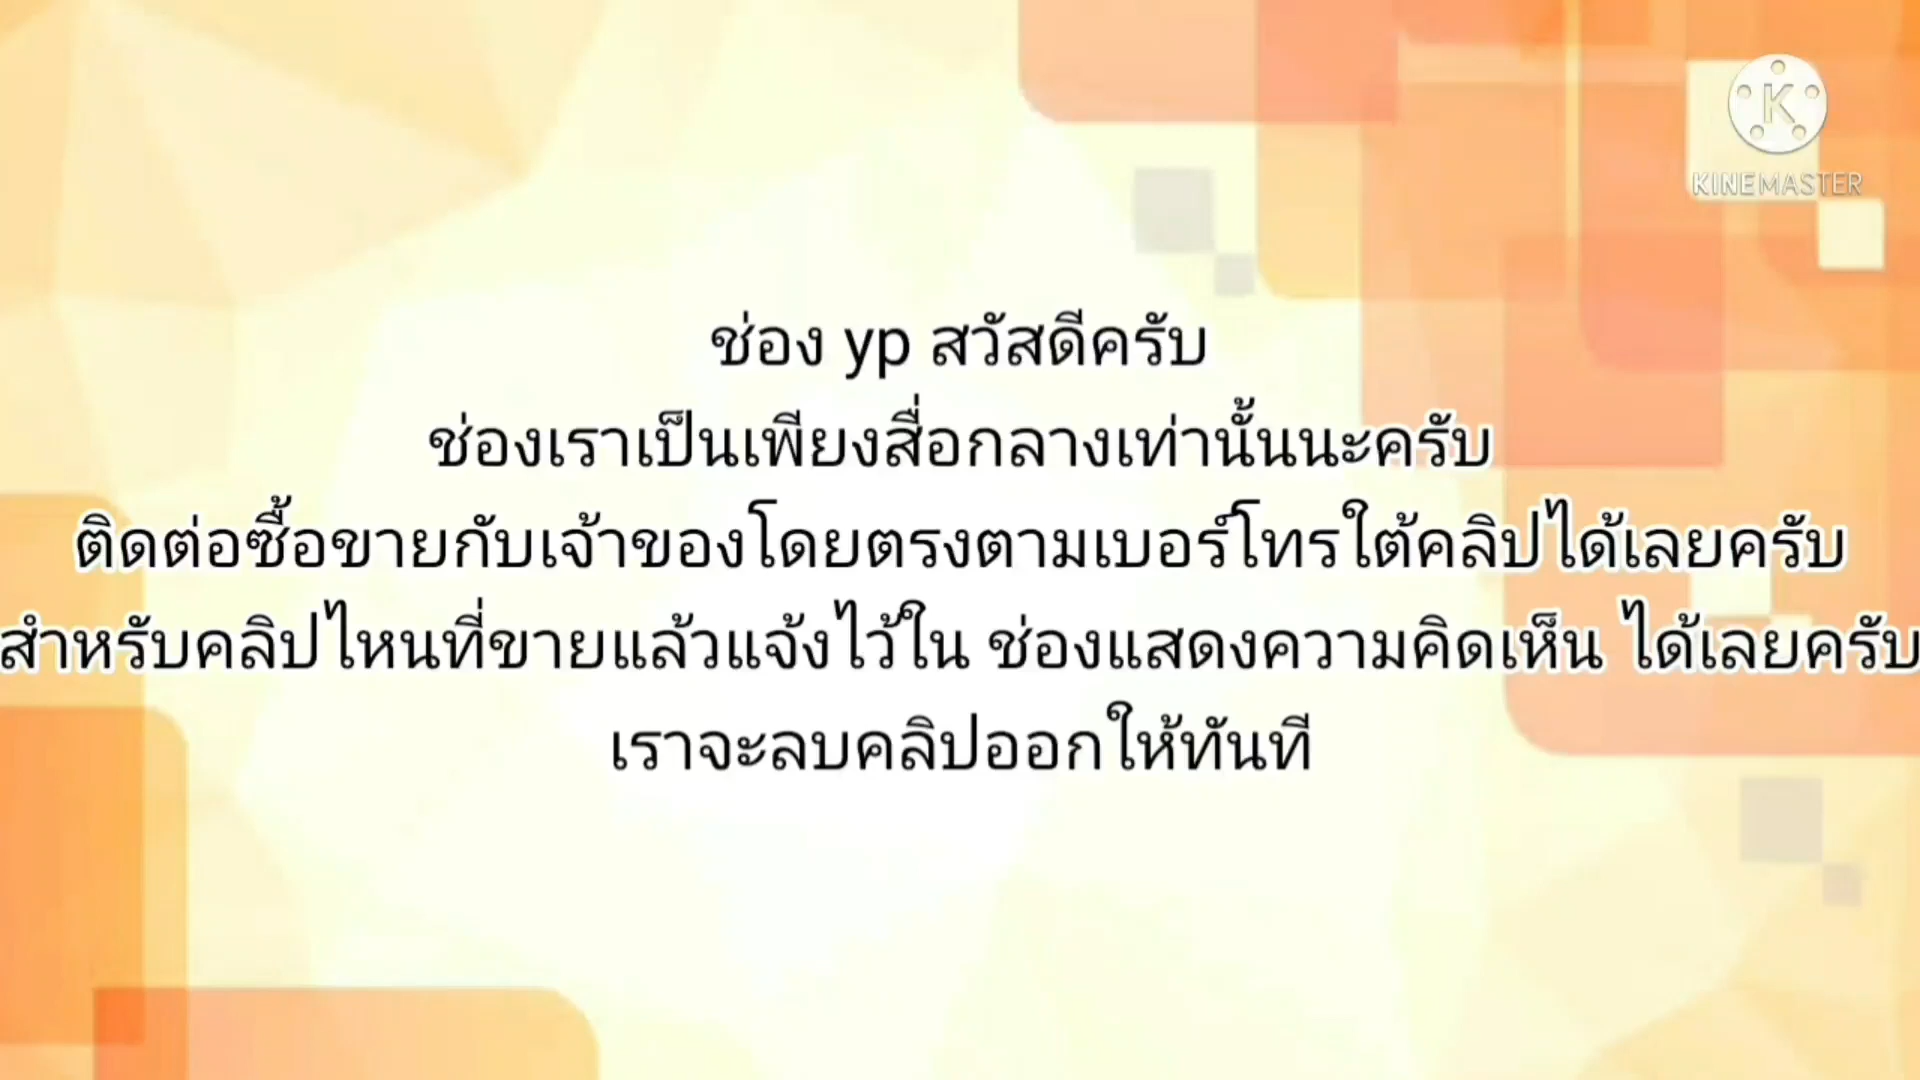 KINEMASTER
ช่อง yp สวัสดีครับ
ช่องเราเป็นเพียงสื่อกลางเท่านั้นนะครับ
ติดต่อซื้อขายกับเจ้าของโดยตรงตามเบอร์โทรใต้คลิปได้เลยครับ
สำหรับคลิปไหนที่ขายแล้วแจ้งไว้ใน ช่องแสดงความคิดเห็น ได้เลยครับ
เราจะลบคลิปออกให้ทันที